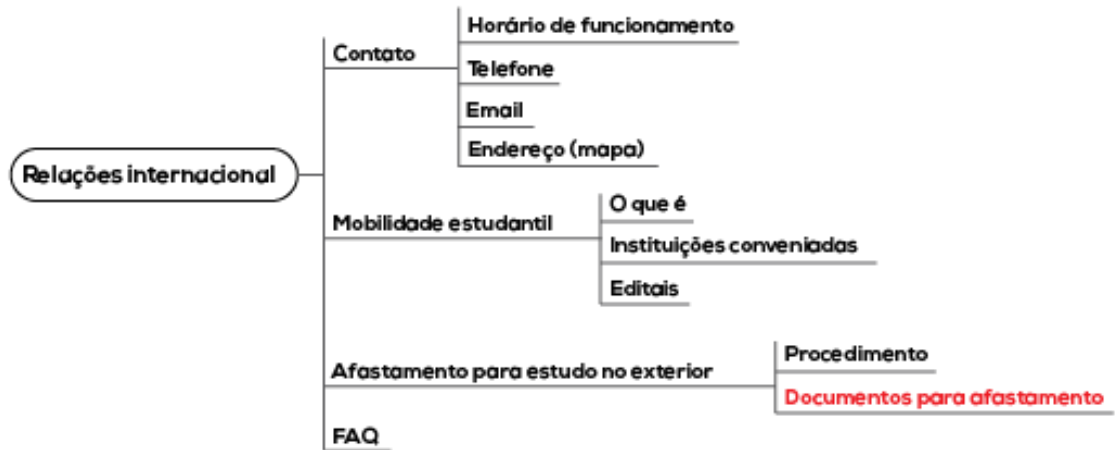 Relações internacional
Contato
Horário de funcionamento
Telefone
Email
Endereço (mapa)
Mobilidade estudantil
O que é
Instituições conveniadas
Editais
Afastamento para estudo no exterior
Procedimento
Documentos para afastamento
FAQ